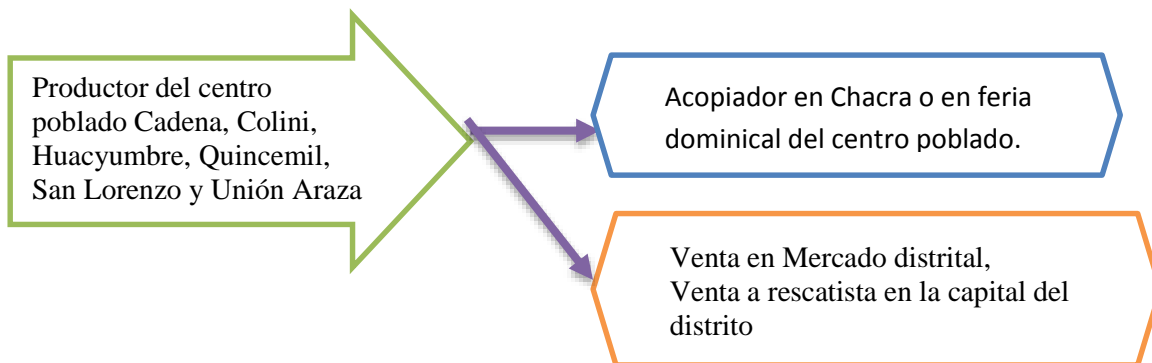 Productor del centro
poblado Cadena, Colini,
Huacyumbre, Quincemil,
San Lorenzo y Unión Araza
Acopiador en Chacra o en feria
dominical del centro poblado.
Venta en Mercado distrital,
Venta a rescatista en la capital del
distrito